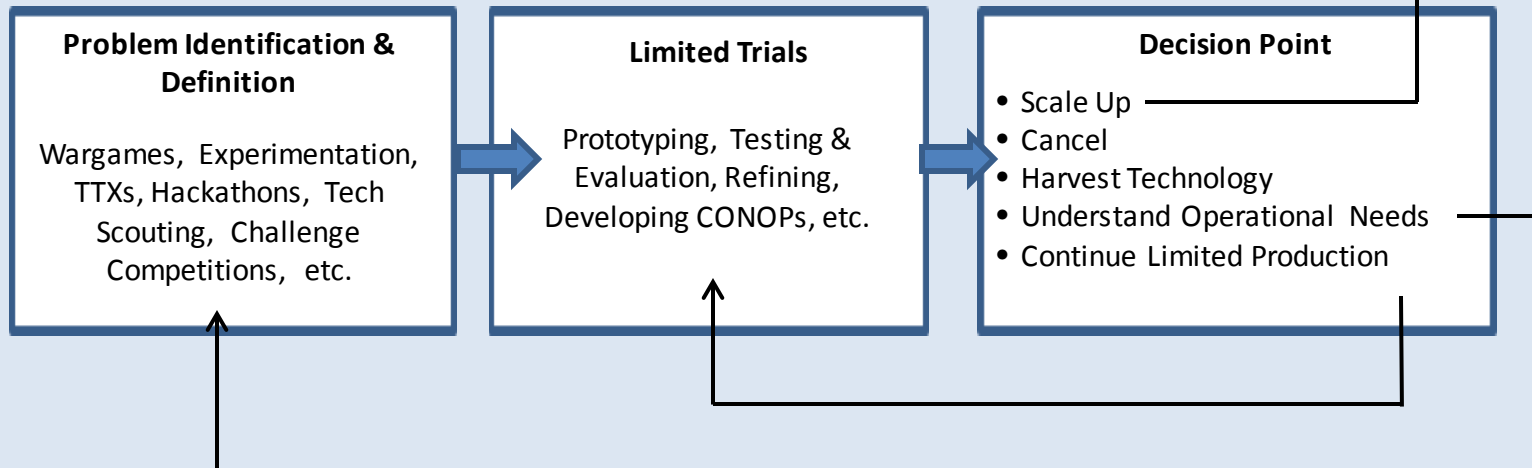 Problem Identification &
Definition
Wargames, Experimentation,
TTXs, Hackathons, Tech
Scouting, Challenge
Competitions, etc.
Limited Trials
Prototyping, Testing &
Evaluation, Refining,
Developing CONOPs, etc.
Decision Point
• Scale Up
• Cancel
• Harvest Technology
• Understand Operational Needs
• Continue Limited Production